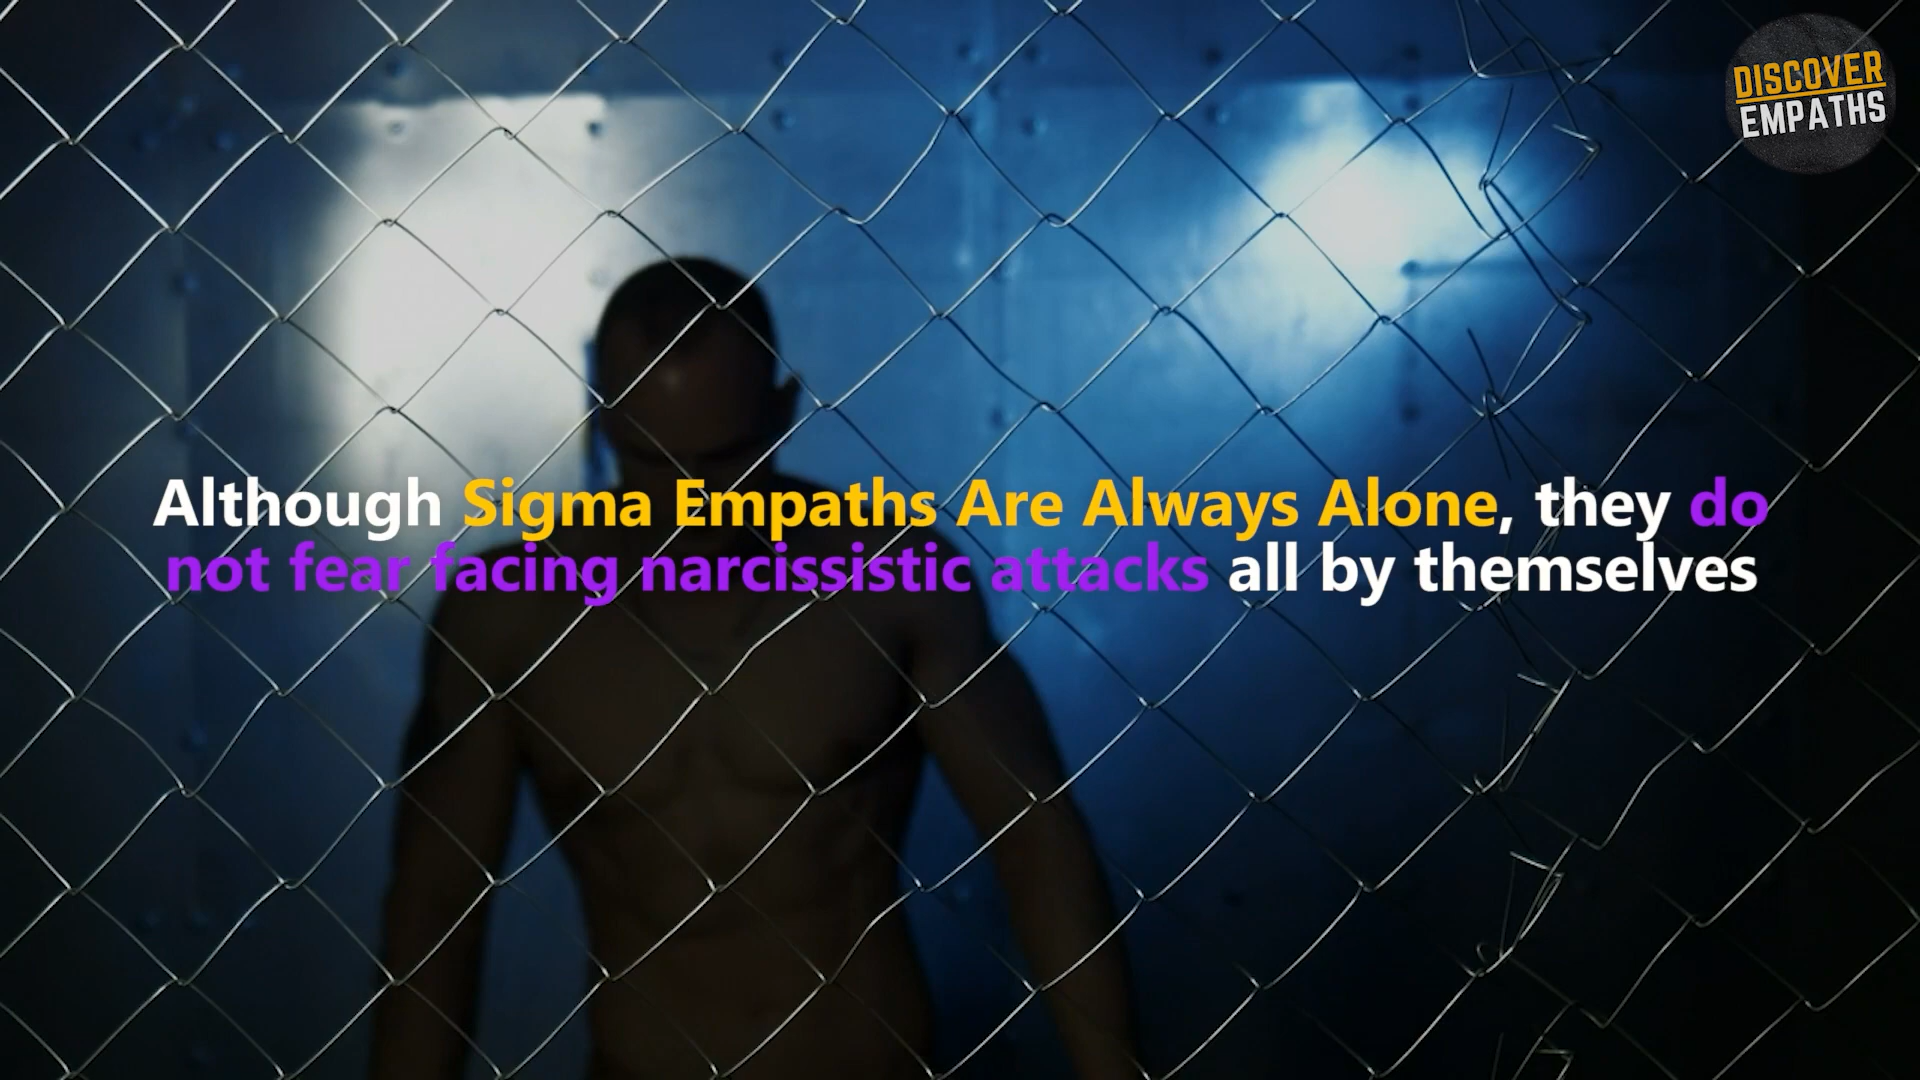 DISCOVER
EMPATHS
Although Sigma Empaths Are Always Alone, they do
not fear facing narcissistic attacks all by themselves